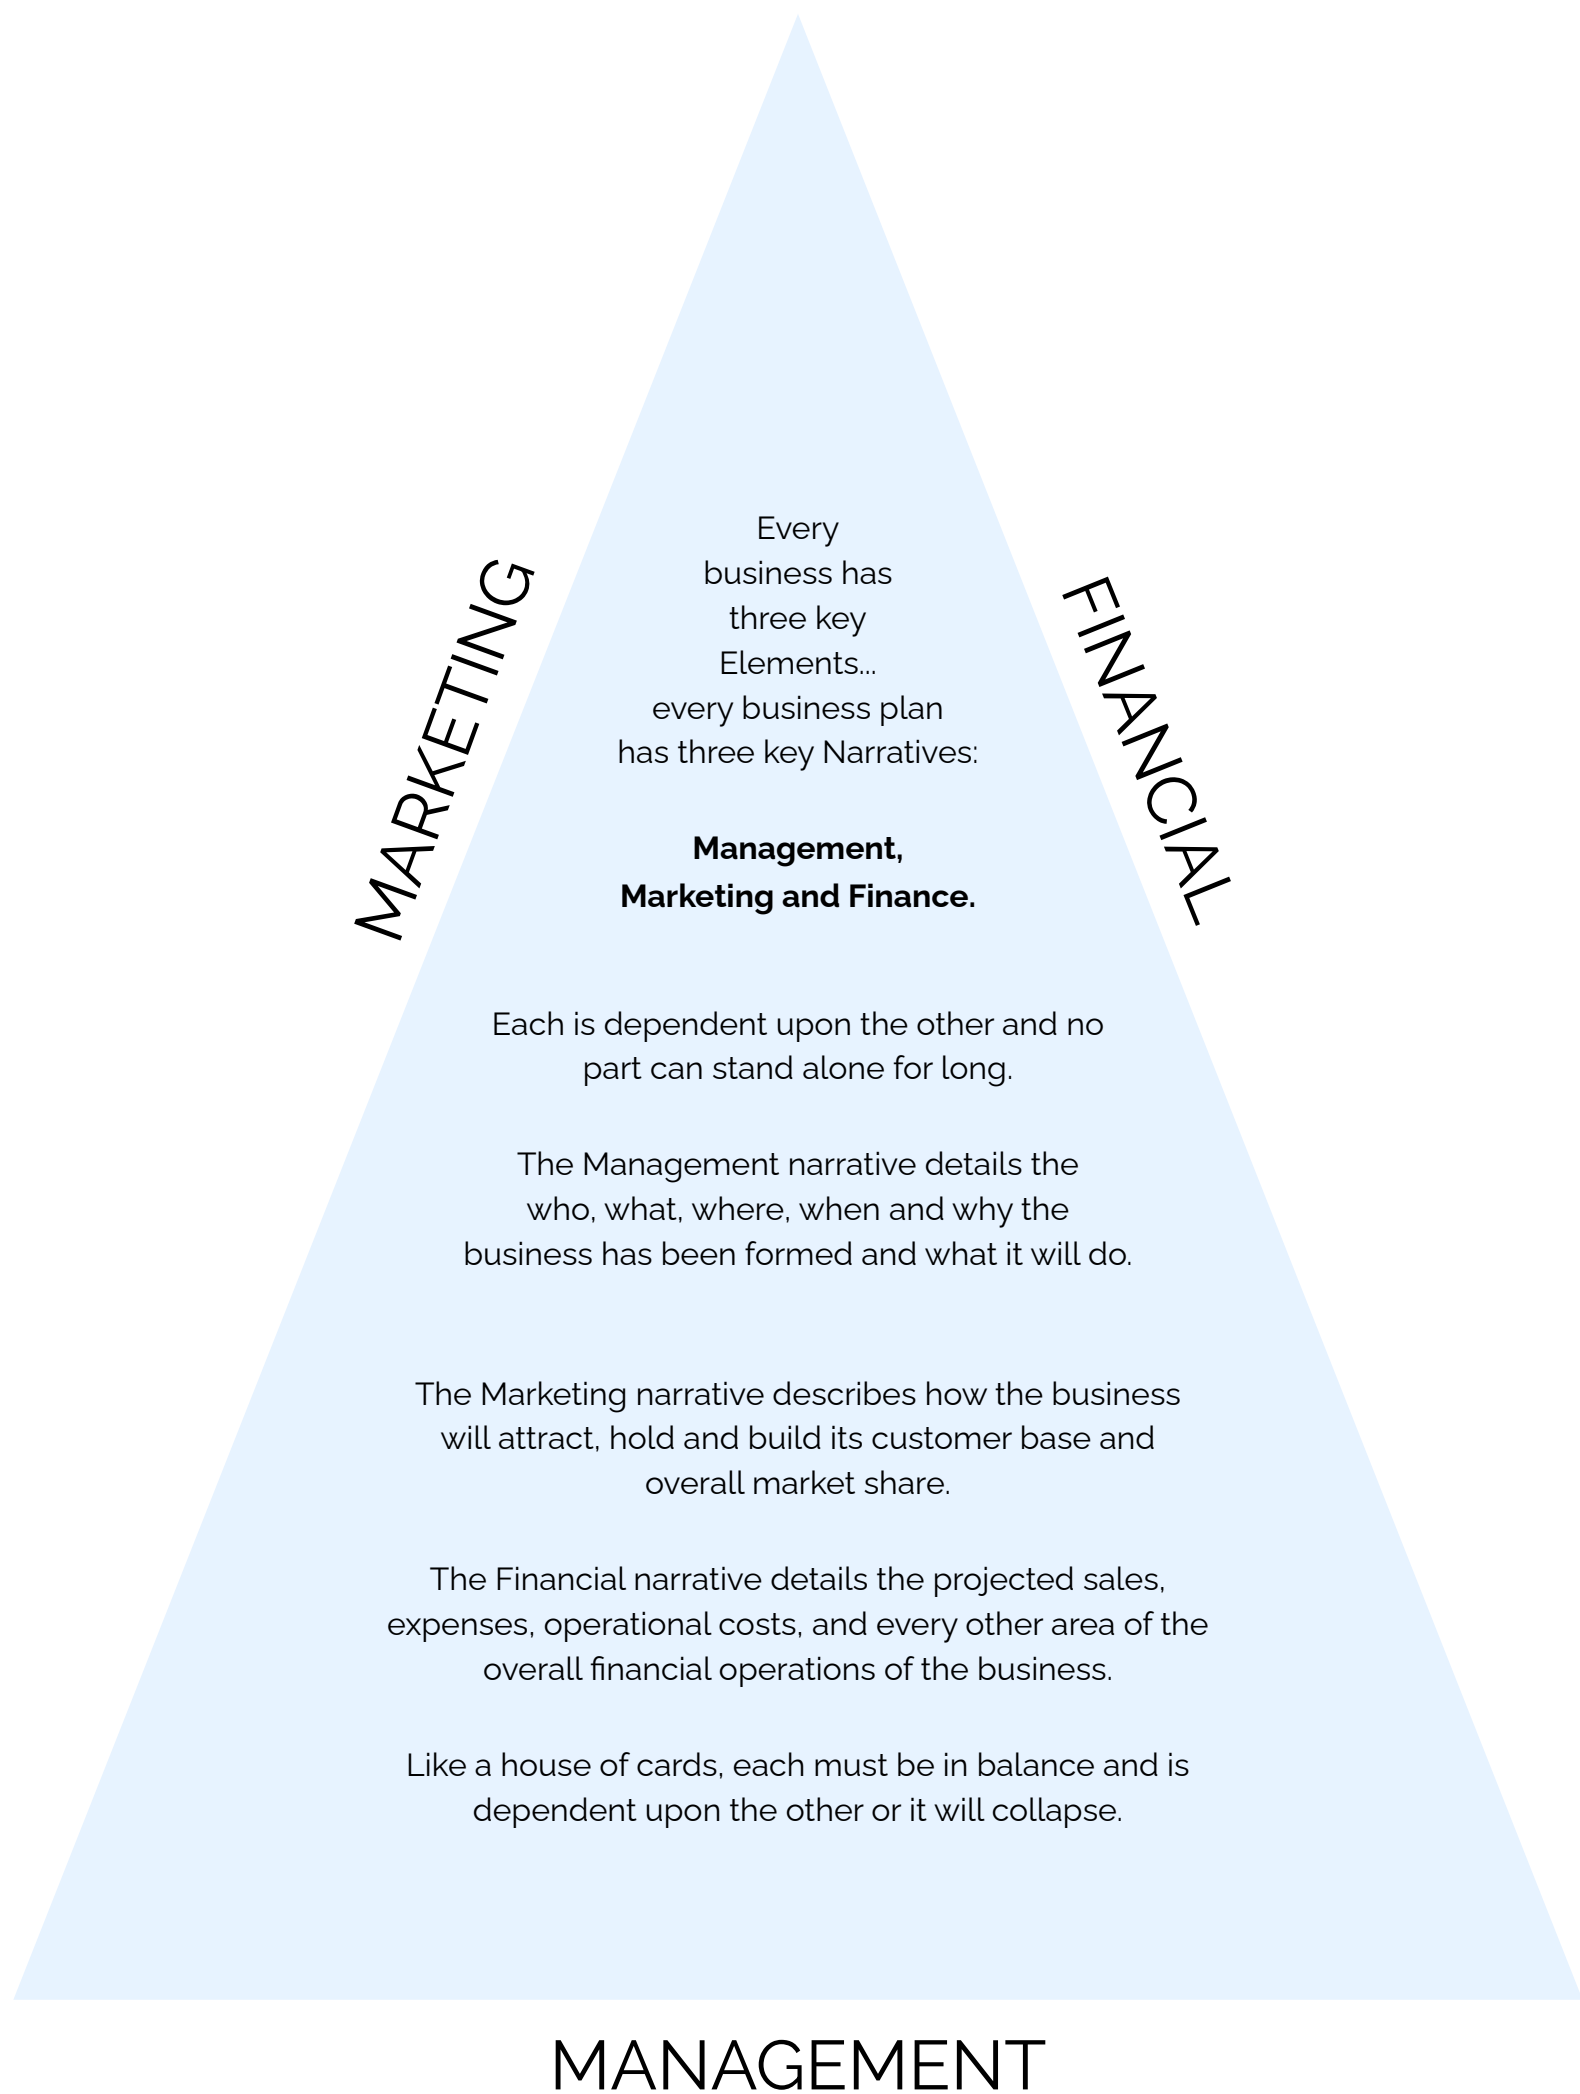 Every
business has
three key
Elements...
every business plan
has three key Narratives:
Management,
Marketing and Finance.
MARKETING
FINANCIAL
Each is dependent upon the other and no
part can stand alone for long.
The Management narrative details the
who, what, where, when and why the
business has been formed and what it will do.
The Marketing narrative describes how the business
will attract, hold and build its customer base and
overall market share.
The Financial narrative details the projected sales,
expenses, operational costs, and every other area of the
overall financial operations of the business.
Like a house of cards, each must be in balance and is
dependent upon the other or it will collapse.
MANAGEMENT